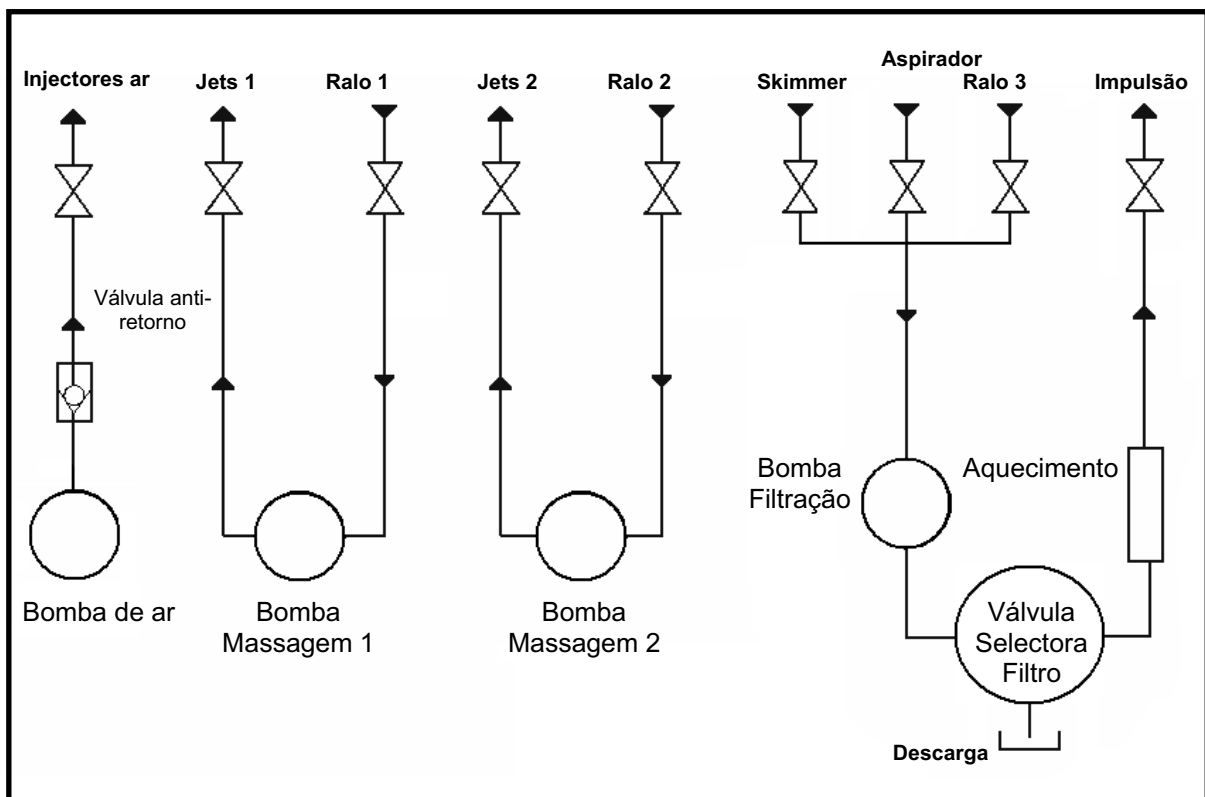 Injectores ar
Jets 1
Ralo 1
Jets 2
Ralo 2
Skimmer
Aspirador
Ralo 3
Impulsão
Válvula anti-
retorno
Bomba de ar
Bomba
Massagem 1
Bomba
Massagem 2
Bomba
Filtração
Aquecimento
Válvula
Selectora
Filtro
Descarga